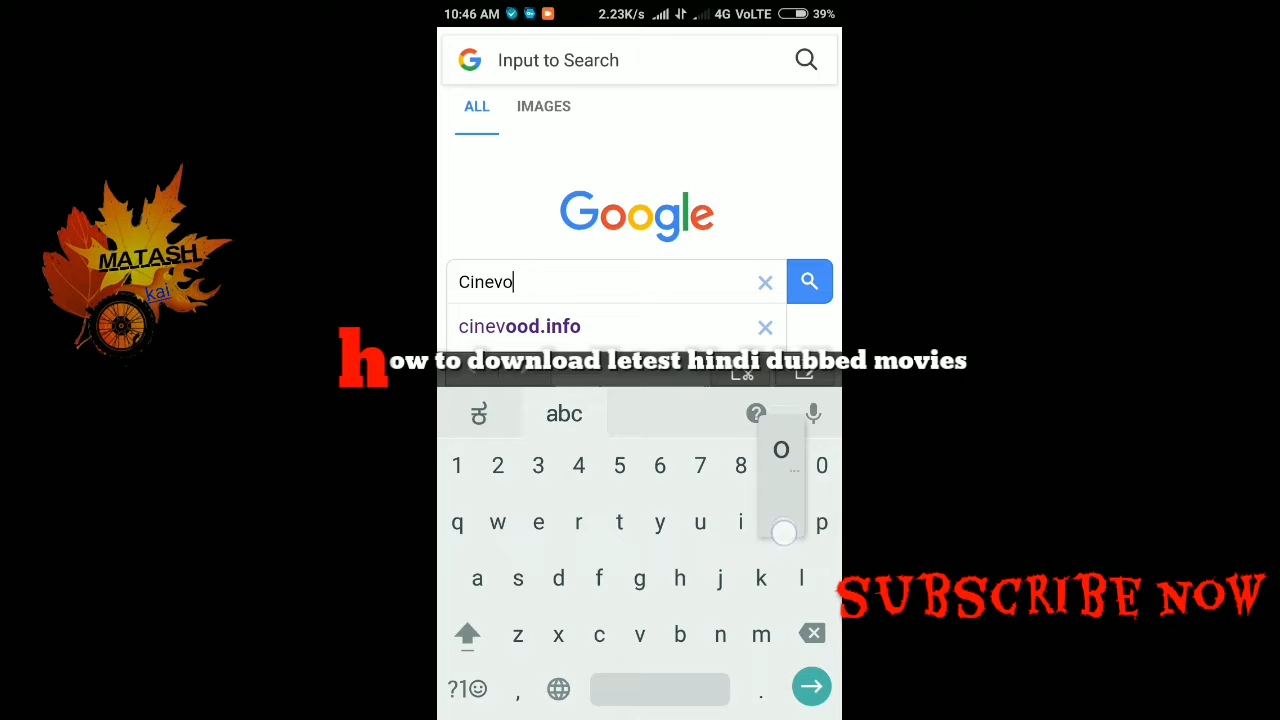 10:46 AM 2.23K/s 4G VoLTE 39%
Input to Search
ALL IMAGES
Google
MATASH
kai
Cinevo
cinevood.info
how to download letest hindi dubbed movies
ಕ abc
o
1 2 3 4 5 6 7 8 0
q w e r t y u i p
a s d f g h j k l
SUBSCRIBE NOW
z x c v b n m
?1☺ , .